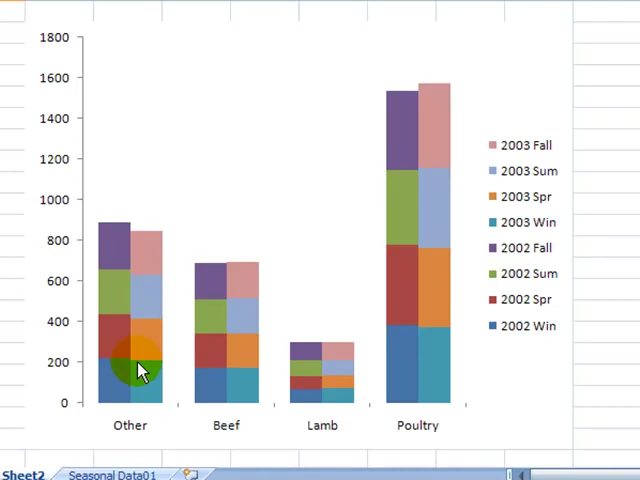 1800
1600
1400
1200
1000
800
600
400
200
0
Other Beef Lamb Poultry
2003 Fall
2003 Sum
2003 Spr
2003 Win
2002 Fall
2002 Sum
2002 Spr
2002 Win
Sheet2 Seasonal Data01